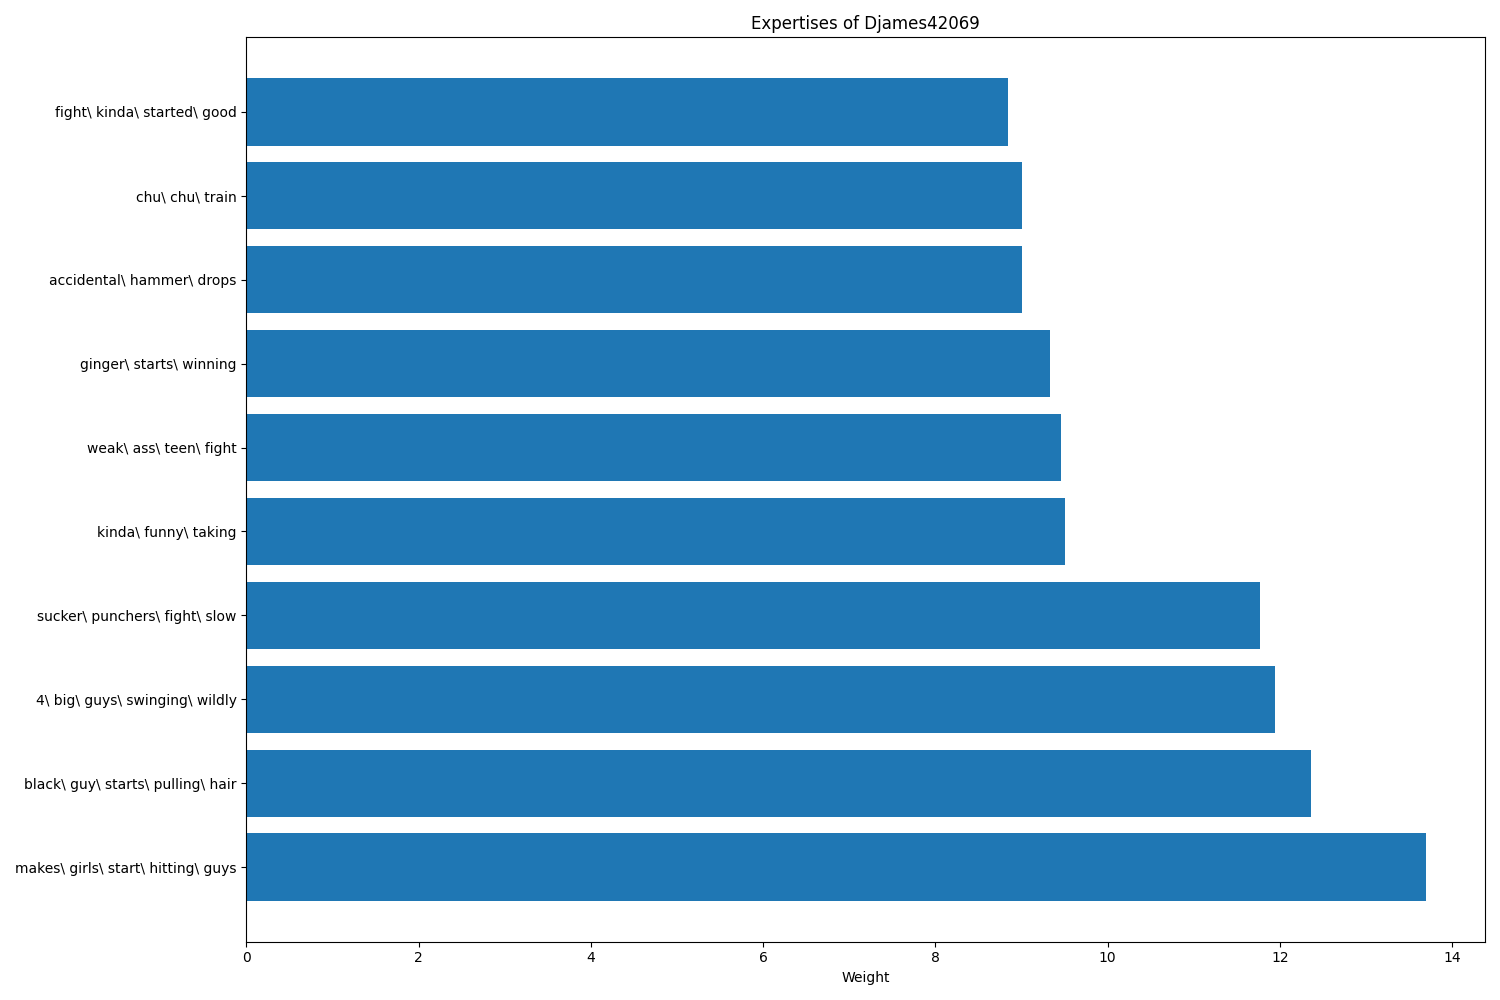 Expertises of Djames42069
fight\ kinda\ started\ good
chu\ chu\ train
accidental\ hammer\ drops
ginger\ starts\ winning
weak\ ass\ teen\ fight
kinda\ funny\ taking
sucker\ punchers\ fight\ slow
4\ big\ guys\ swinging\ wildly
black\ guy\ starts\ pulling\ hair
makes\ girls\ start\ hitting\ guys
0 2 4 6 8 10 12 14
Weight